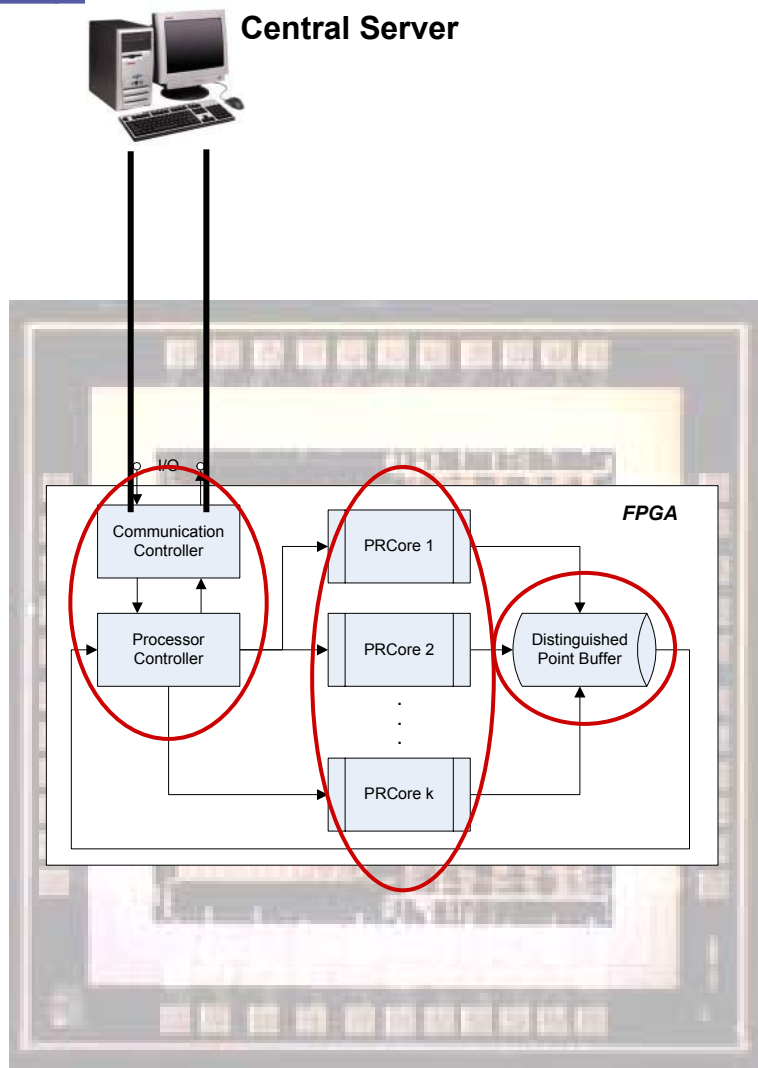 Central Server
I/O
FPGA
Communication
Controller
PRCore 1
Processor
Controller
PRCore 2
Distinguished
Point Buffer
.
.
.
PRCore k